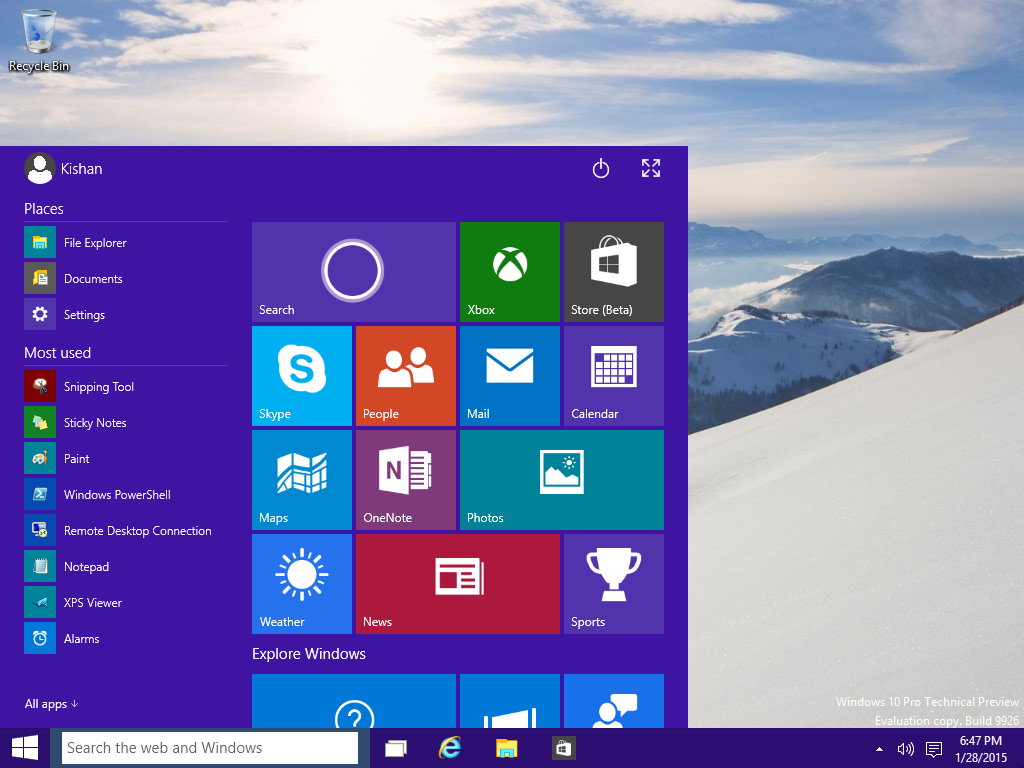 Recycle Bin
Kishan
Places
File Explorer
Documents
Settings
Most used
Snipping Tool
Sticky Notes
Paint
Windows PowerShell
Remote Desktop Connection
Notepad
XPS Viewer
Alarms
All apps ↓
Search
Xbox
Store (Beta)
S
Skype
People
Mail
Calendar
Maps
N
OneNote
Photos
Weather
News
Sports
Explore Windows
?
Windows 10 Pro Technical Preview
Evaluation copy. Build 9926
Search the web and Windows
6:47 PM
1/28/2015